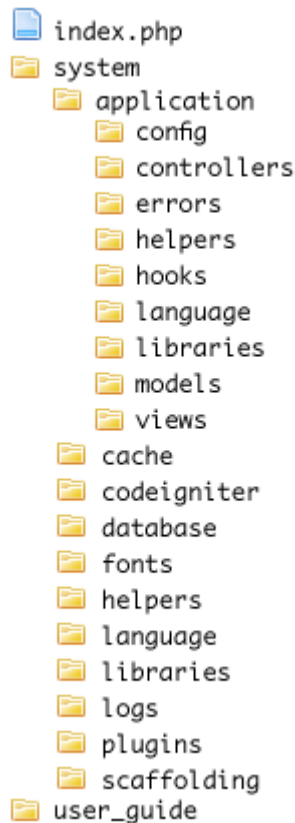 index.php
system
application
config
controllers
errors
helpers
hooks
language
libraries
models
views
cache
codeigniter
database
fonts
helpers
language
libraries
logs
plugins
scaffolding
user_guide